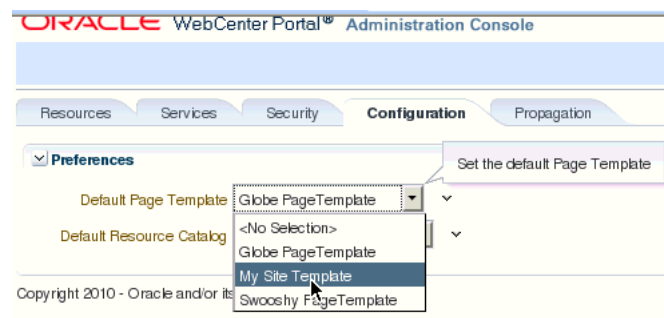 ORACLE WebCenter Portal® Administration Console
Resources Services Security Configuration Propagation
Preferences
Set the default Page Template
Default Page Template Globe PageTemplate
<No Selection>
Default Resource Catalog
Globe PageTemplate
My Site Template
Copyright 2010 - Oracle and/or its
Swooshy PageTemplate